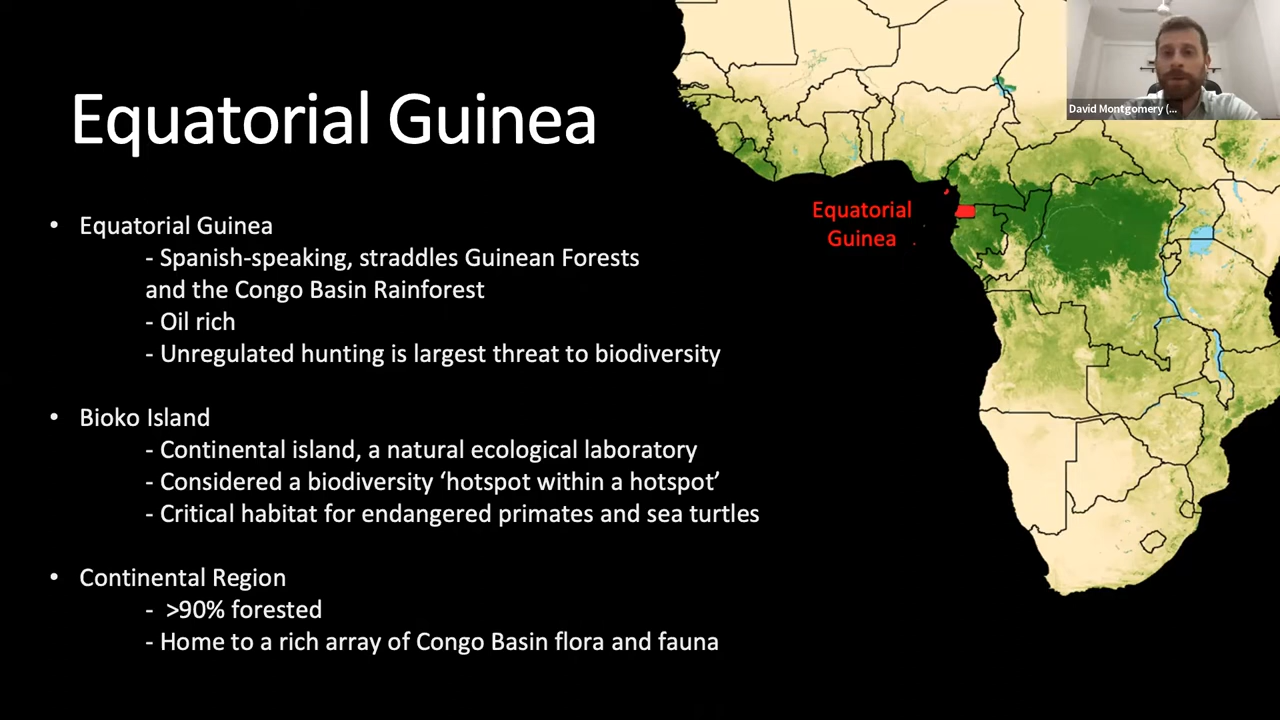 Equatorial Guinea
David Montgomery (...
Equatorial
Guinea
• Equatorial Guinea
- Spanish-speaking, straddles Guinean Forests
and the Congo Basin Rainforest
- Oil rich
- Unregulated hunting is largest threat to biodiversity
• Bioko Island
- Continental island, a natural ecological laboratory
- Considered a biodiversity ‘hotspot within a hotspot’
- Critical habitat for endangered primates and sea turtles
• Continental Region
- >90% forested
- Home to a rich array of Congo Basin flora and fauna